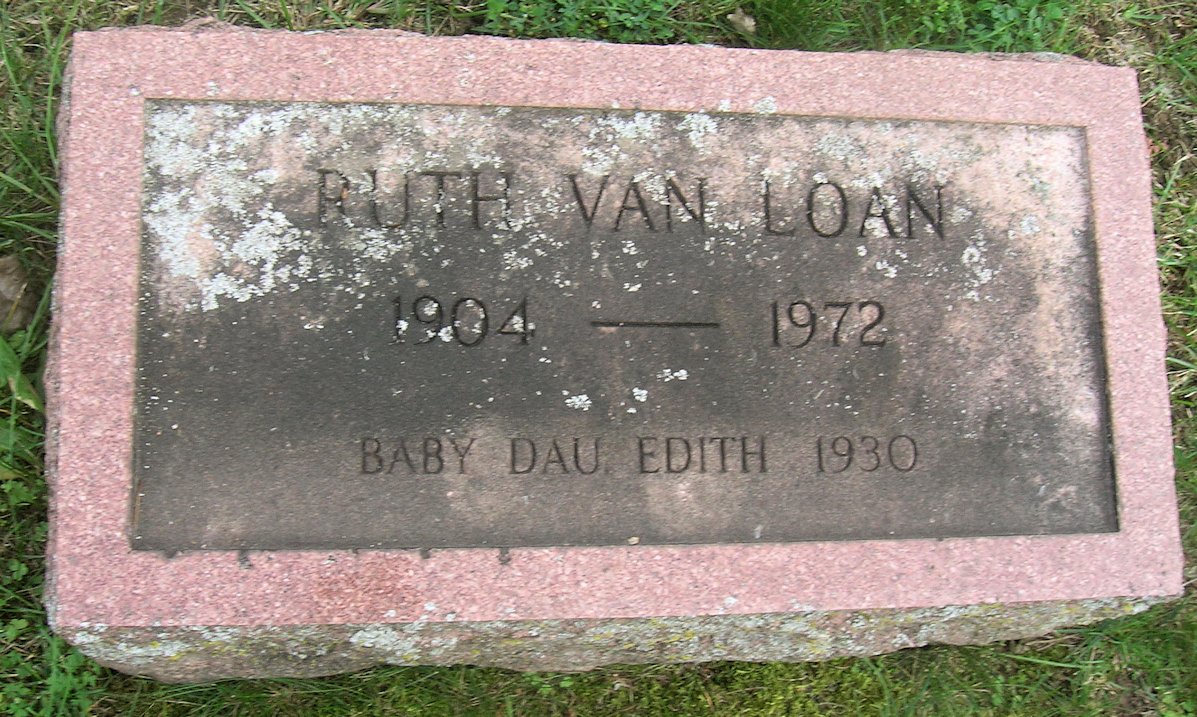 RUTH VAN LOAN
1904 — 1972
BABY DAU. EDITH 1930